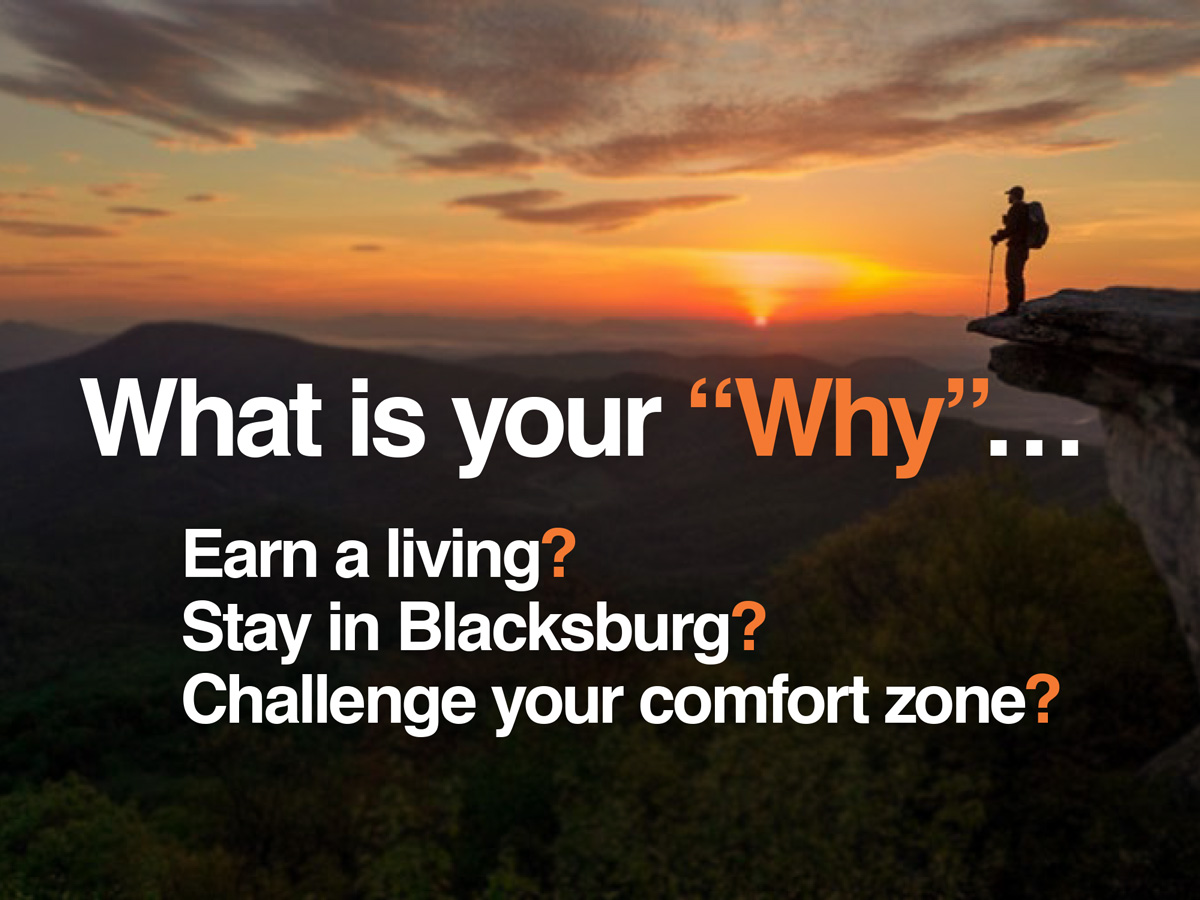 What is your “Why”...
Earn a living?
Stay in Blacksburg?
Challenge your comfort zone?